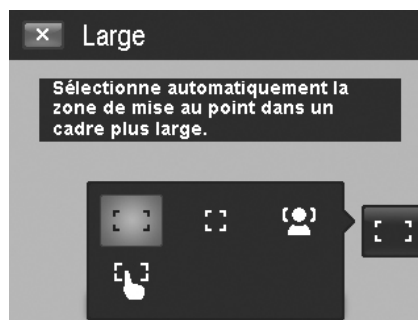 Large
Sélectionne automatiquement la
zone de mise au point dans un
cadre plus large.